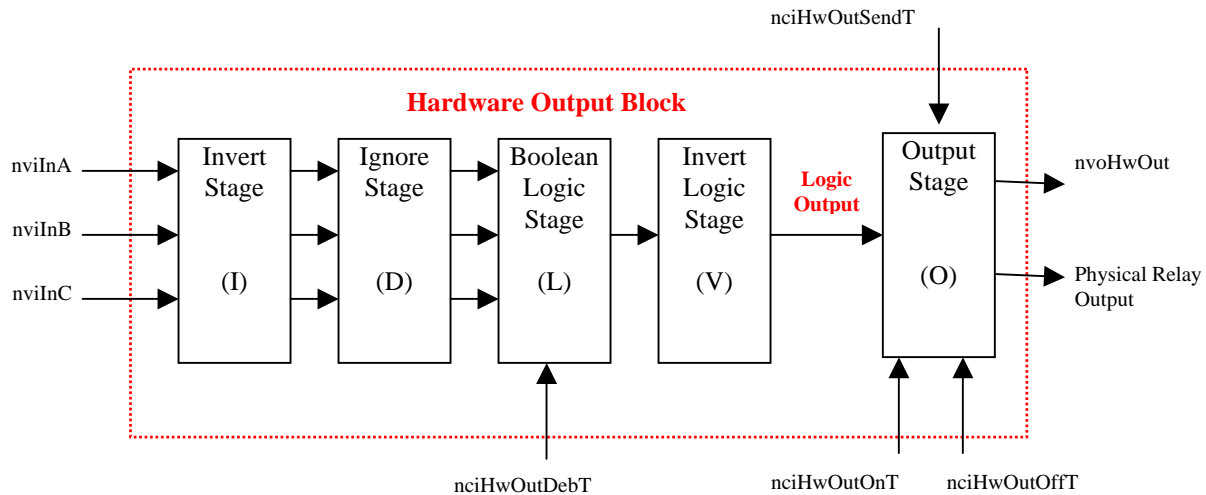 nciHwOutSendT
Hardware Output Block
nviInA
nviInB
nviInC
Invert
Stage
(I)
Ignore
Stage
(D)
Boolean
Logic
Stage
(L)
Invert
Logic
Stage
(V)
Logic
Output
Output
Stage
(O)
nvoHwOut
Physical Relay
Output
nciHwOutDebT
nciHwOutOnT
nciHwOutOffT